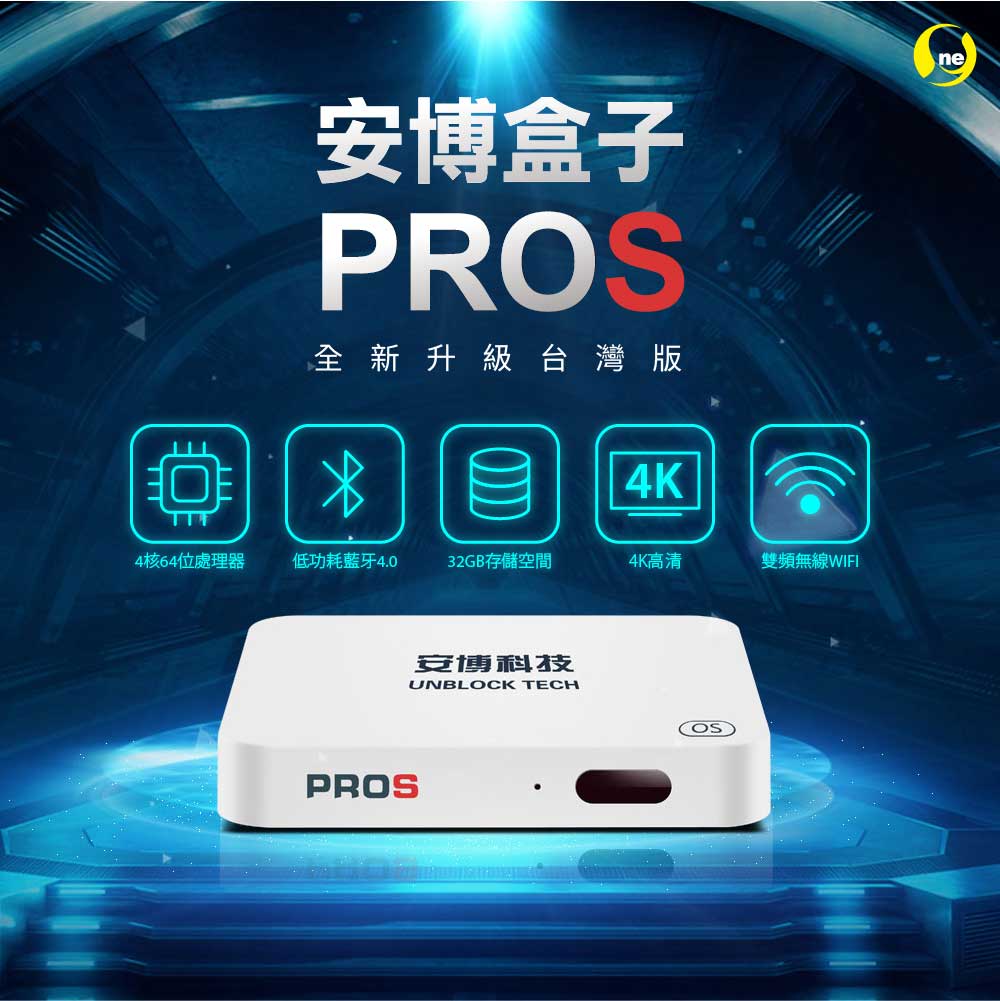 ne
安博盒子
PROS
全新升級台灣版
4K
4核64位處理器
低功耗藍牙4.0
32GB存儲空間
4K高清
雙頻無線WIFI
安博科技
UNBLOCK TECH
OS
PROS